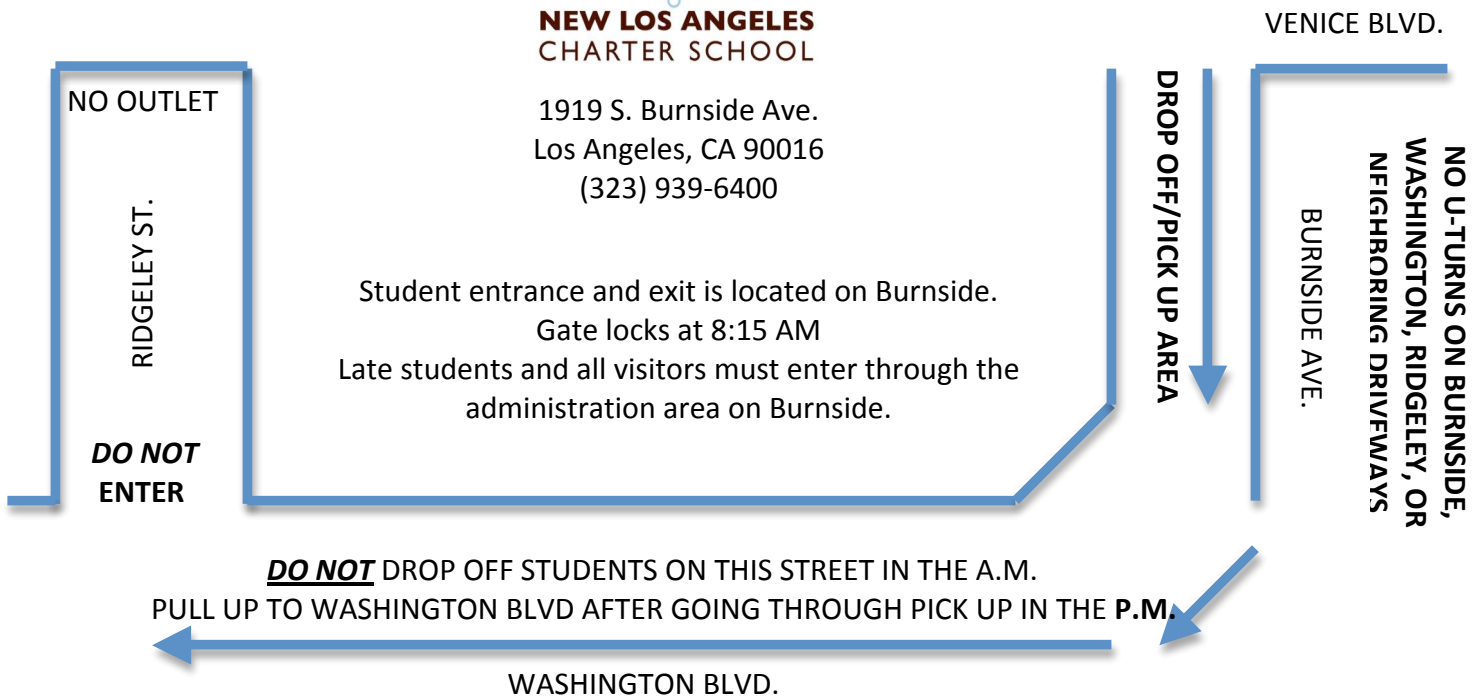 NEW LOS ANGELES
CHARTER SCHOOL
VENICE BLVD.
NO OUTLET
1919 S. Burnside Ave.
Los Angeles, CA 90016
(323) 939-6400
RIDGELEY ST.
DROP OFF/PICK UP AREA
BURNSIDE AVE.
NO U-TURNS ON BURNSIDE,
WASHINGTON, RIDGELEY, OR
NEIGHBORING DRIVEWAYS
Student entrance and exit is located on Burnside.
Gate locks at 8:15 AM
Late students and all visitors must enter through the
administration area on Burnside.
DO NOT
ENTER
DO NOT DROP OFF STUDENTS ON THIS STREET IN THE A.M.
PULL UP TO WASHINGTON BLVD AFTER GOING THROUGH PICK UP IN THE P.M.
WASHINGTON BLVD.